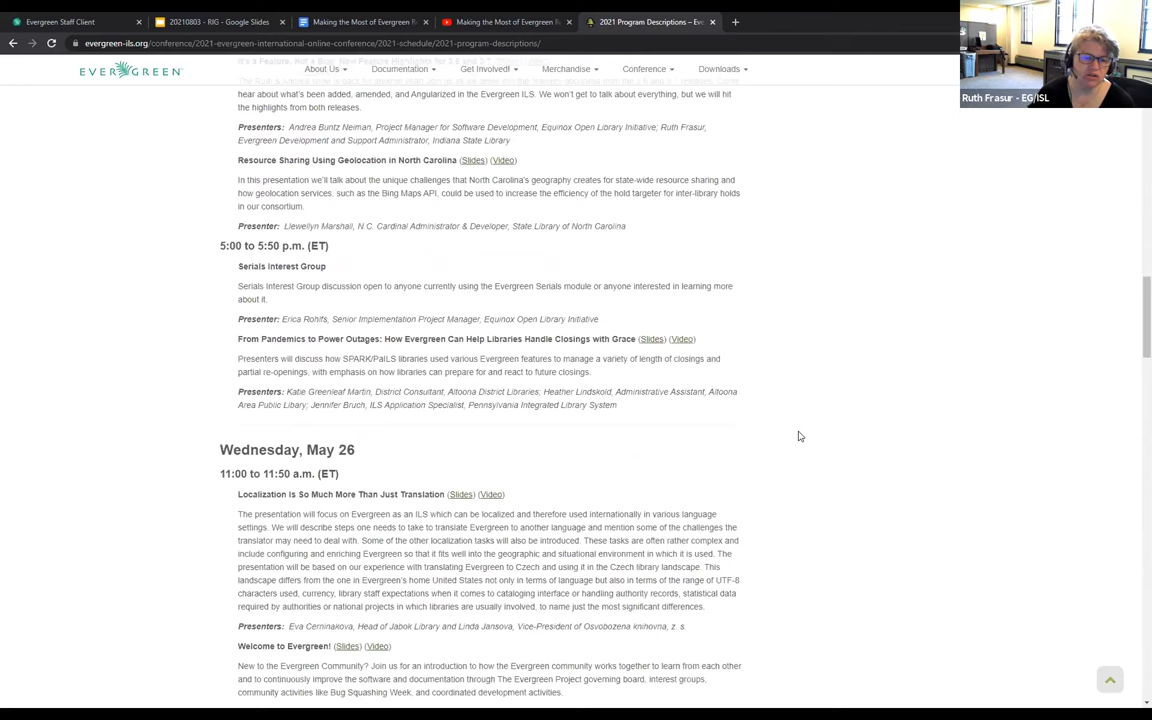 Evergreen Staff Client
20210803 - RIG - Google Slides
Making the Most of Evergreen R
Making the Most of Evergreen R
2021 Program Descriptions – Eve
evergreen-ils.org/conference/2021-evergreen-international-online-conference/2021-schedule/2021-program-descriptions/
EVERGREEN
About Us
Documentation
Get Involved!
Merchandise
Conference
Downloads
Ruth Frasur - EG/ISL
hear about what's been added, amended, and Angularized in the Evergreen ILS. We won't get to talk about everything, but we will hit
the highlights from both releases.
Presenters: Andrea Buntz Neiman, Project Manager for Software Development, Equinox Open Library Initiative; Ruth Frasur,
Evergreen Development and Support Administrator, Indiana State Library
Resource Sharing Using Geolocation in North Carolina (Slides) (Video)
In this presentation we'll talk about the unique challenges that North Carolina's geography creates for state-wide resource sharing and
how geolocation services, such as the Bing Maps API, could be used to increase the efficiency of the hold targeter for inter-library holds
in our consortium.
Presenter: Llewellyn Marshall, N.C. Cardinal Administrator & Developer, State Library of North Carolina
5:00 to 5:50 p.m. (ET)
Serials Interest Group
Serials Interest Group discussion open to anyone currently using the Evergreen Serials module or anyone interested in learning more
about it.
Presenter: Erica Rohlfs, Senior Implementation Project Manager, Equinox Open Library Initiative
From Pandemics to Power Outages: How Evergreen Can Help Libraries Handle Closings with Grace (Slides) (Video)
Presenters will discuss how SPARK/PaILS libraries used various Evergreen features to manage a variety of length of closings and
partial re-openings, with emphasis on how libraries can prepare for and react to future closings.
Presenters: Katie Greenleaf Martin, District Consultant, Altoona District Libraries; Heather Lindskold, Administrative Assistant, Altoona
Area Public Libary; Jennifer Bruch, ILS Application Specialist, Pennsylvania Integrated Library System
Wednesday, May 26
11:00 to 11:50 a.m. (ET)
Localization Is So Much More Than Just Translation (Slides) (Video)
The presentation will focus on Evergreen as an ILS which can be localized and therefore used internationally in various language
settings. We will describe steps one needs to take to translate Evergreen to another language and mention some of the challenges the
translator may need to deal with. Some of the other localization tasks will also be introduced. These tasks are often rather complex and
include configuring and enriching Evergreen so that it fits well into the geographic and situational environment in which it is used. The
presentation will be based on our experience with translating Evergreen to Czech and using it in the Czech library landscape. This
landscape differs from the one in Evergreen's home United States not only in terms of language but also in terms of the range of UTF-8
characters used, currency, library staff expectations when it comes to cataloging interface or handling authority records, statistical data
required by authorities or national projects in which libraries are usually involved, to name just the most significant differences.
Presenters: Eva Cerninakova, Head of Jabok Library and Linda Jansova, Vice-President of Osvobozena knihovna, z. s.
Welcome to Evergreen! (Slides) (Video)
New to the Evergreen Community? Join us for an introduction to how the Evergreen community works together to learn from each other
and to continually improve the software and documentation through The Evergreen Project governing board, interest groups,
community activities like Bug Squashing Week, and coordinated development activities.